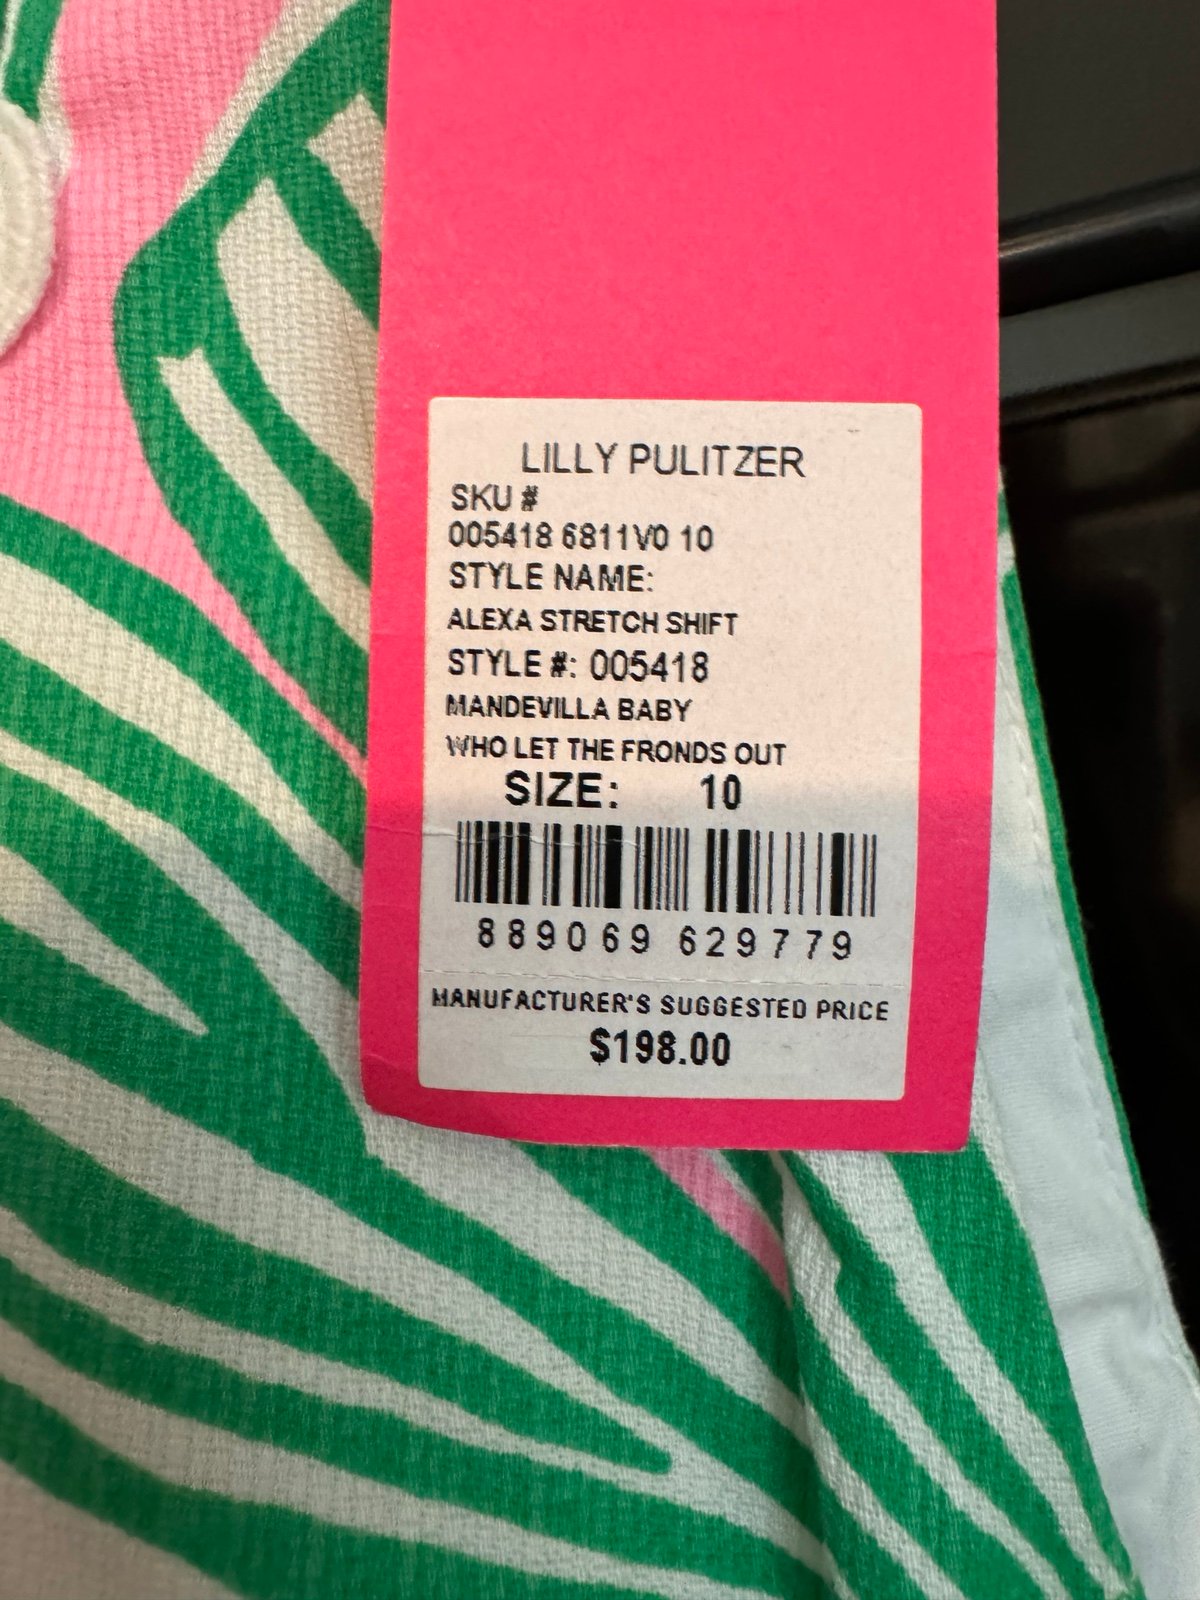 LILLY PULITZER
SKU #
005418 6811V0 10
STYLE NAME:
ALEXA STRETCH SHIFT
STYLE #: 005418
MANDEVILLA BABY
WHO LET THE FRONDS OUT
SIZE: 10
889069 629779
MANUFACTURER'S SUGGESTED PRICE
$198.00